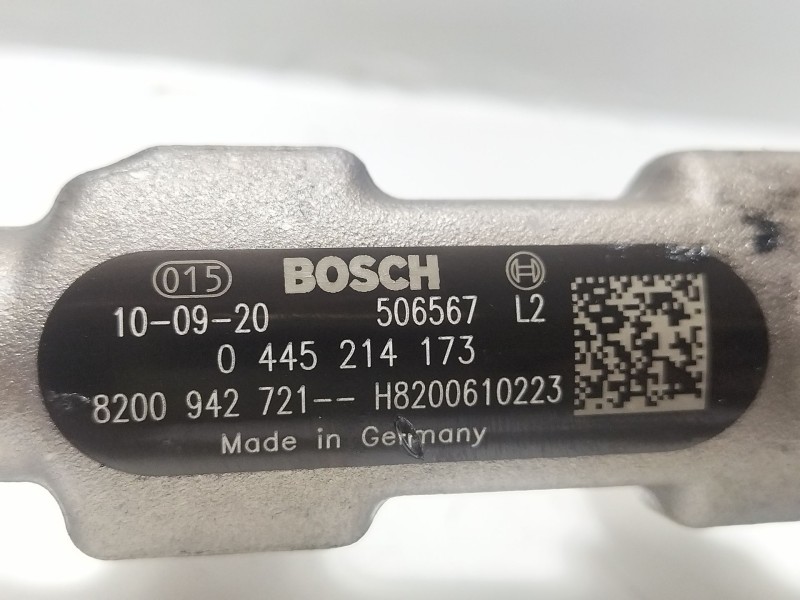 015 BOSCH
10-09-20 506567 L2
0 445 214 173
8200 942 721-- H8200610223
Made in Germany